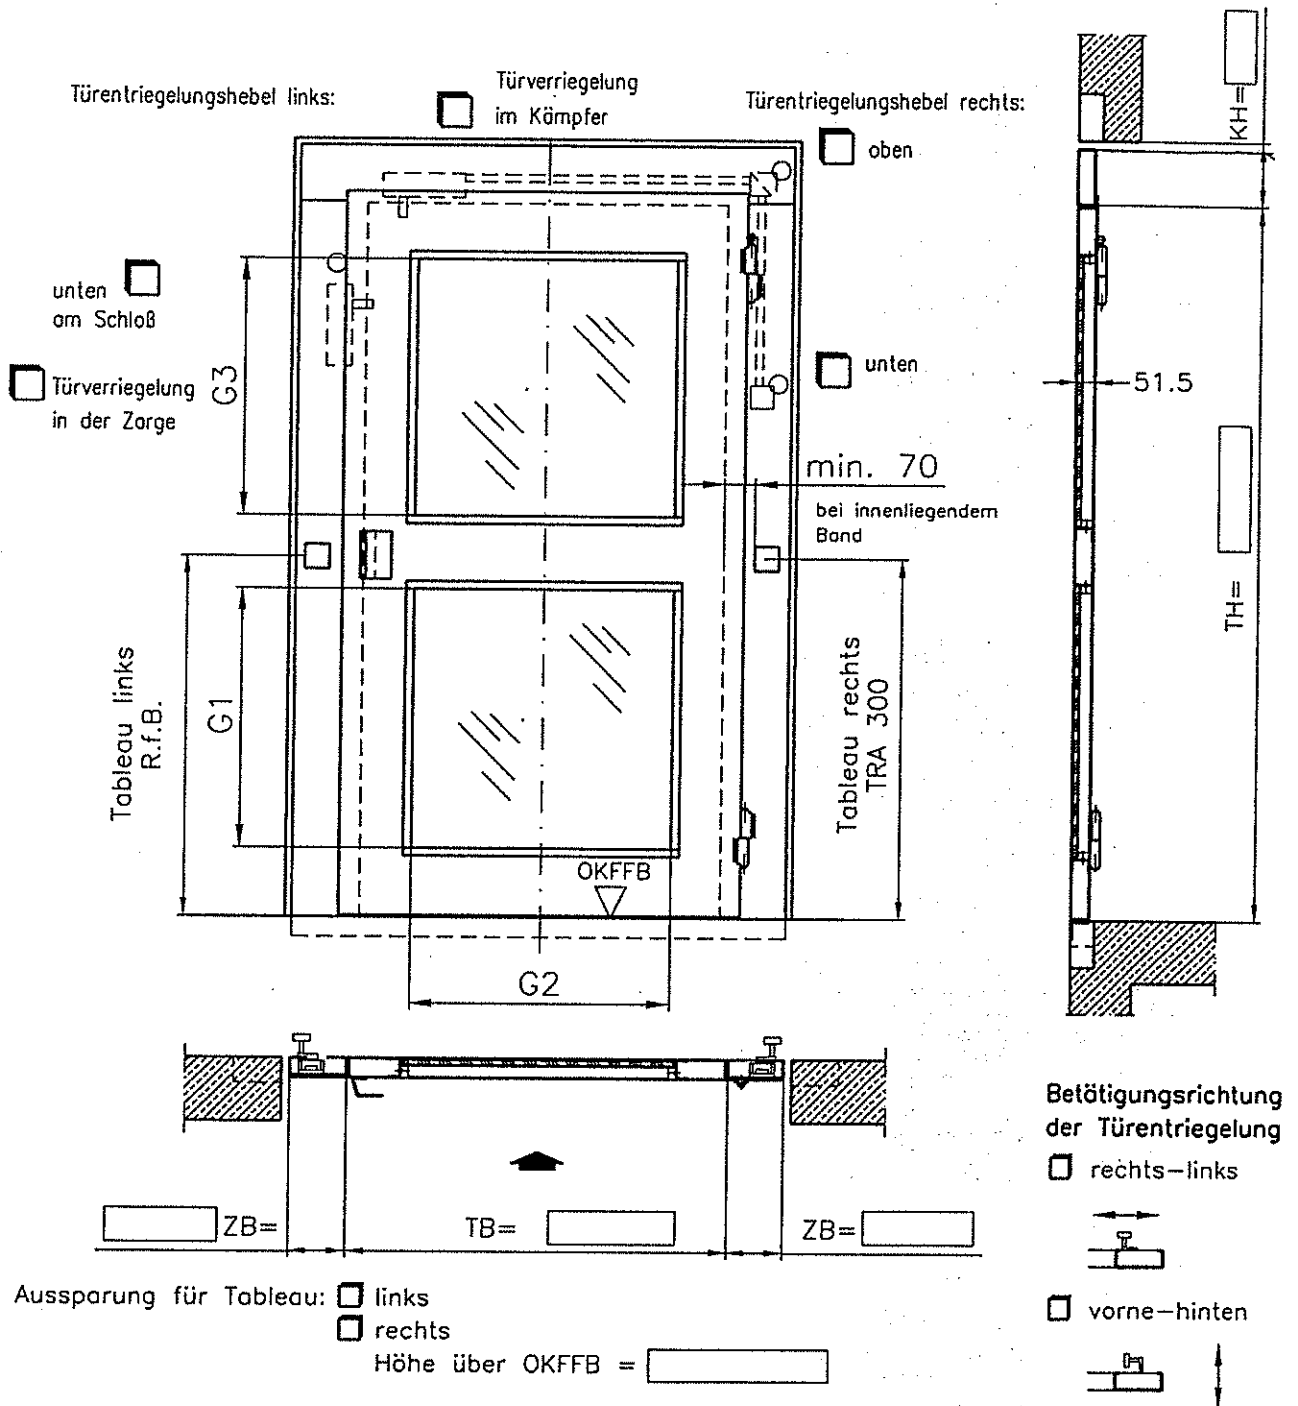 Türentriegelungshebel links:
Türverriegelung
im Kämpfer
Türentriegelungshebel rechts:
oben
KH=
unten
am Schloß
Türverriegelung
in der Zarge
G3
unten
51.5
min. 70
bei innenliegendem
Band
TH=
Tableau links
R.f.B.
G1
Tableau rechts
TRA 300
OKFFB
G2
ZB=
TB=
ZB=
Betätigungsrichtung
der Türentriegelung
rechts-links
vorne-hinten
Aussparung für Tableau:
links
rechts
Höhe über OKFFB =